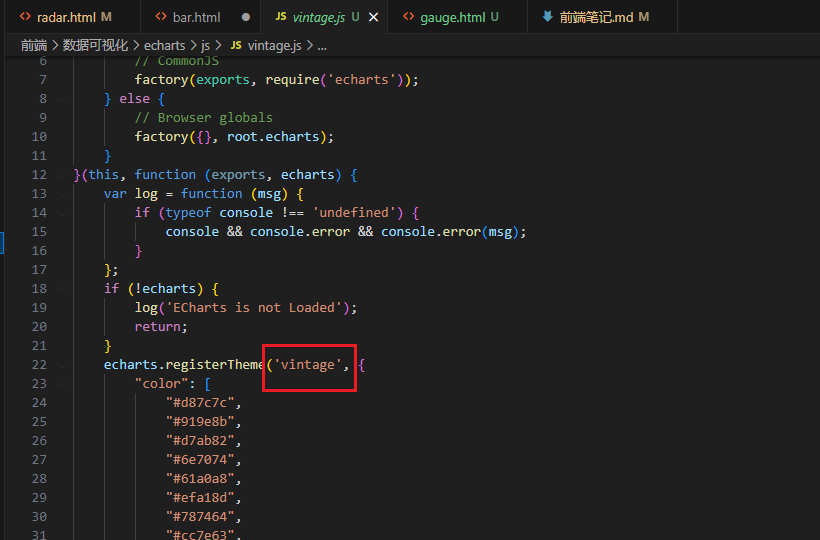 radar.html M
bar.html
JS vintage.js U
gauge.html U
前端笔记.md M
前端 > 数据可视化 > echarts > js > JS vintage.js > ...
6 // CommonJS
7 factory(exports, require('echarts'));
8 } else {
9 // Browser globals
10 factory({}, root.echarts);
11 }
12 }(this, function (exports, echarts) {
13 var log = function (msg) {
14 if (typeof console !== 'undefined') {
15 console && console.error && console.error(msg);
16 }
17 };
18 if (!echarts) {
19 log('ECharts is not Loaded');
20 return;
21 }
22 echarts.registerTheme('vintage', {
23 "color": [
24 "#d87c7c",
25 "#919e8b",
26 "#d7ab82",
27 "#6e7074",
28 "#61a0a8",
29 "#efa18d",
30 "#787464",
31 "#cc7e63",